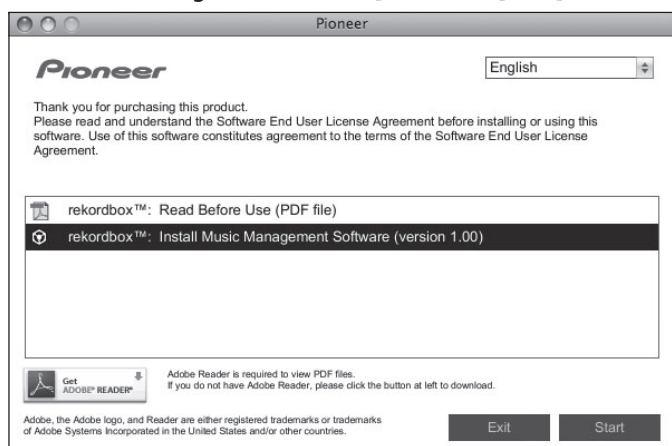 Pioneer
Pioneer
English
Thank you for purchasing this product.
Please read and understand the Software End User License Agreement before installing or using this
software. Use of this software constitutes agreement to the terms of the Software End User License
Agreement.
rekordbox™: Read Before Use (PDF file)
rekordbox™: Install Music Management Software (version 1.00)
Get
ADOBE® READER®
Adobe Reader is required to view PDF files.
If you do not have Adobe Reader, please click the button at left to download.
Adobe, the Adobe logo, and Reader are either registered trademarks or trademarks
of Adobe Systems Incorporated in the United States and/or other countries.
Exit
Start